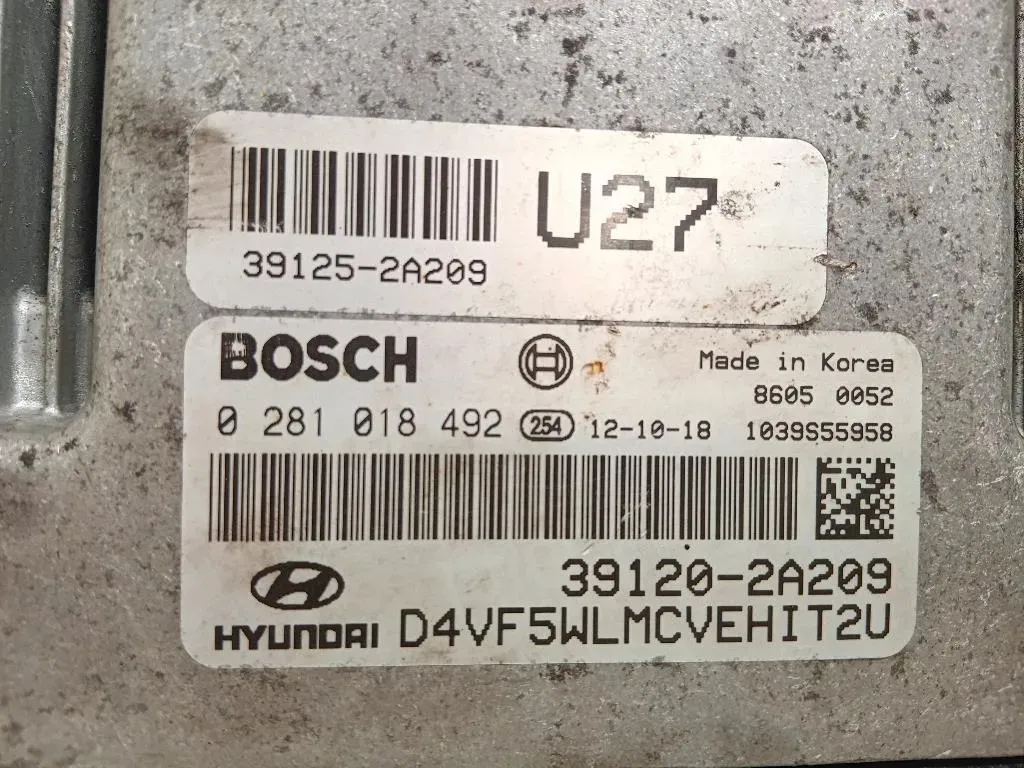 U27
39125-2A209
BOSCH
Made in Korea
8605 0052
0 281 018 492 254 12-10-18 1039S55958
39120-2A209
HYUNDAI D4VF5WLMCVEHIT2U